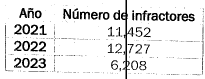 Año Número de infractores
2021 11,452
2022 12,727
2023 6,208